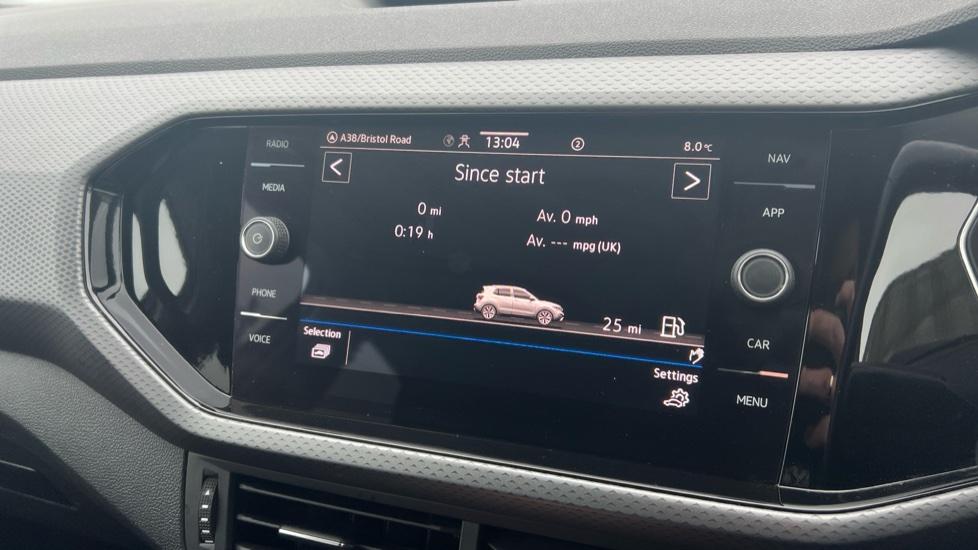 RADIO
MEDIA
PHONE
VOICE
A38/Bristol Road
13:04
2
8.0°C
<
Since start
>
0 mi
0:19 h
Av. 0 mph
Av. --- mpg (UK)
25 mi
Selection
Settings
NAV
APP
CAR
MENU